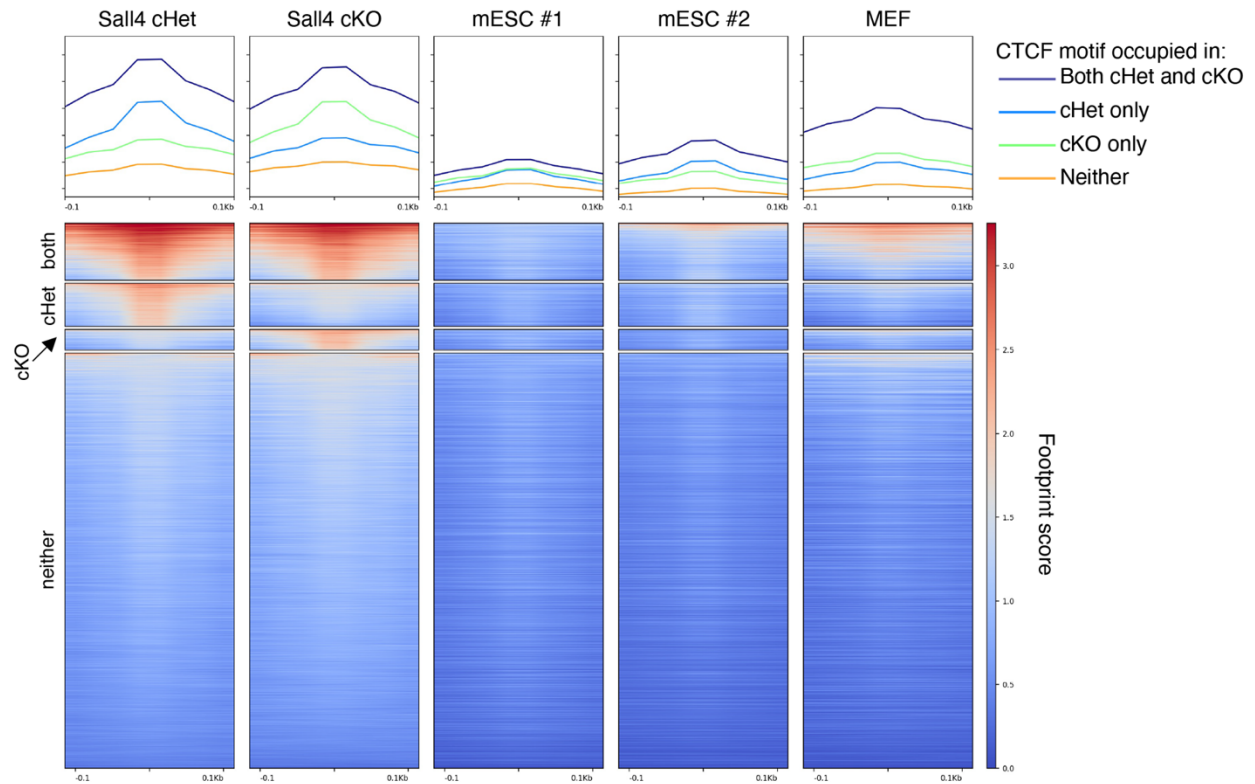 Sall4 cHet
Sall4 cKO
mESC #1
mESC #2
MEF
CTCF motif occupied in:
Both cHet and cKO
cHet only
cKO only
Neither
-0.1
0.1Kb
-0.1
0.1Kb
-0.1
0.1Kb
-0.1
0.1Kb
-0.1
0.1Kb
both
cHet
cKO
neither
3.0
2.5
2.0
1.5
1.0
0.5
0.0
Footprint score
-0.1
0.1Kb
-0.1
0.1Kb
-0.1
0.1Kb
-0.1
0.1Kb
-0.1
0.1Kb